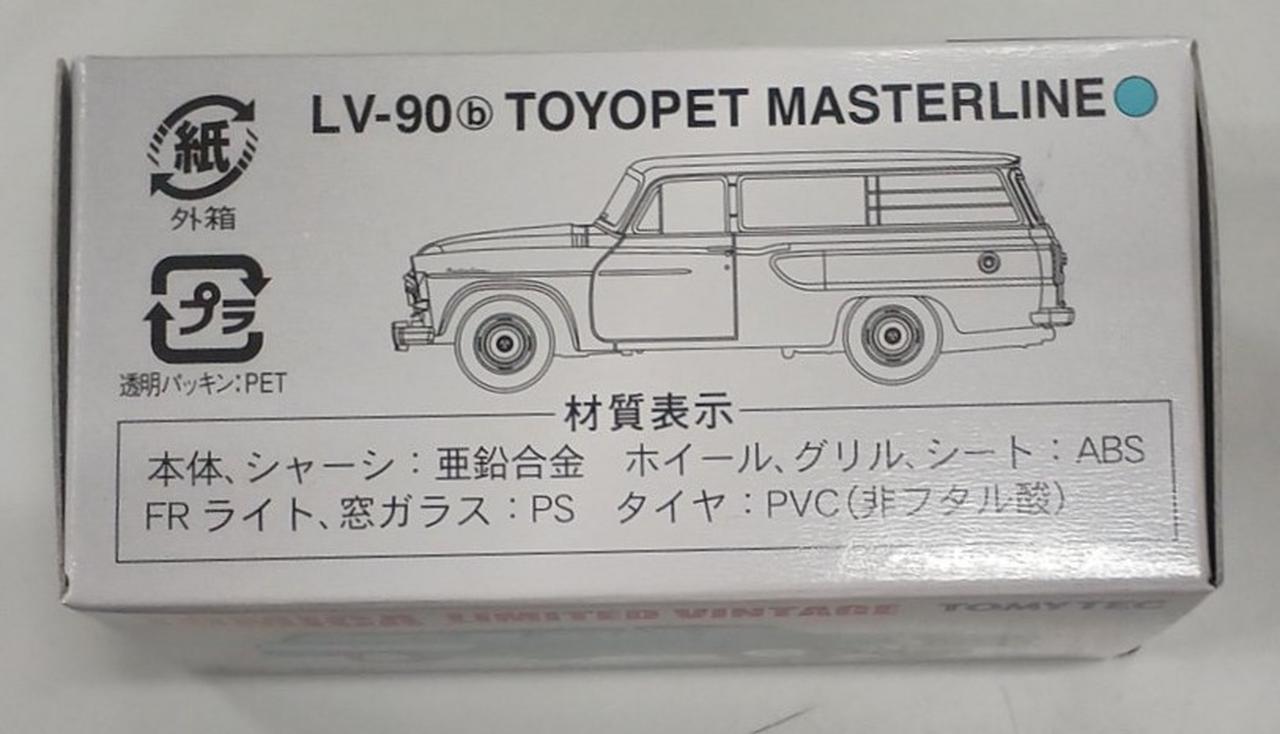 LV-90ⓑ TOYOPET MASTERLINE
紙
外箱
プラ
透明パッキン:PET
材質表示
本体、シャーシ:亜鉛合金 ホイール、グリル、シート:ABS
FR ライト、窓ガラス:PS タイヤ:PVC(非フタル酸)
LIMITED VINTAGE TOMYTEC